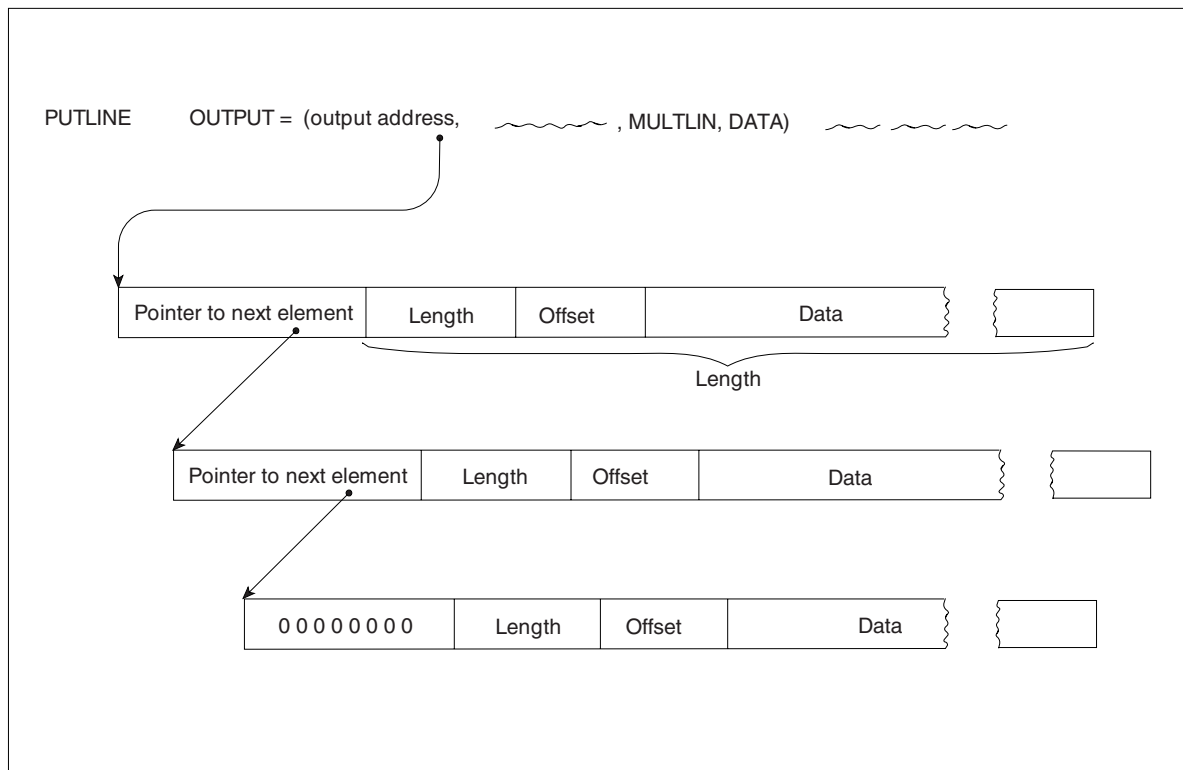 PUTLINE OUTPUT = (output address, , MULTLIN, DATA)
Pointer to next element Length Offset Data
Length
Pointer to next element Length Offset Data
0 0 0 0 0 0 0 0 Length Offset Data